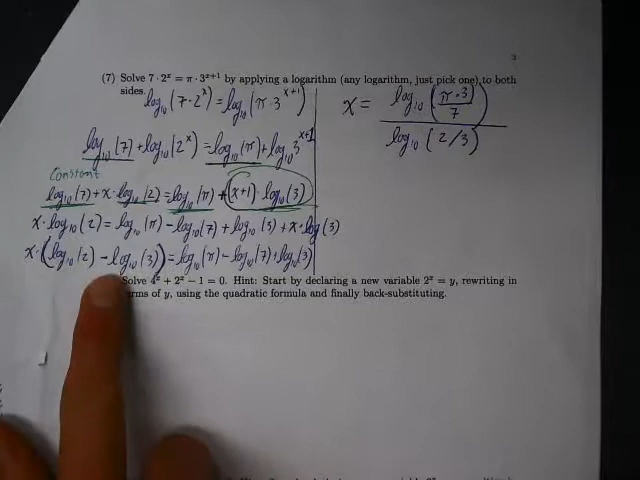 3
(7) Solve 7 · 2^x = π · 3^{x+1} by applying a logarithm (any logarithm, just pick one) to both
sides.
log₁₀(7·2^x) = log₁₀(π·3^{x+1})
log₁₀(7) + log₁₀(2^x) = log₁₀(π) + log₁₀ 3^{x+1}
Constant
log₁₀(7) + x·log₁₀(2) = log₁₀(π) + (x+1)·log₁₀(3)
x·log₁₀(2) = log₁₀(π) - log₁₀(7) + log₁₀(3) + x·log(3)
x·(log₁₀(2) - log₁₀(3)) = log₁₀(π) - log₁₀(7) + log₁₀(3)
x = log₁₀(π·3/7) / log₁₀(2/3)
Solve 4^x + 2^x − 1 = 0. Hint: Start by declaring a new variable 2^x = y, rewriting in
rms of y, using the quadratic formula and finally back-substituting.